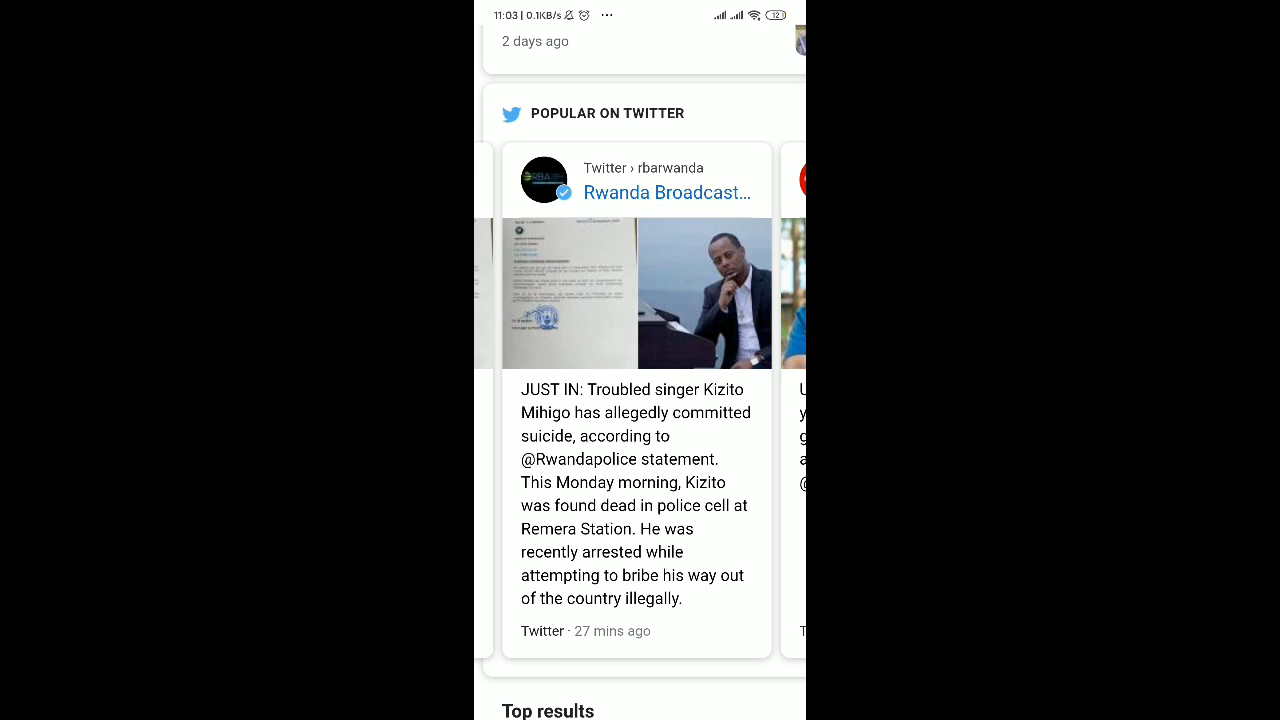 11:03 | 0.1KB/s ... 12
2 days ago
POPULAR ON TWITTER
RBA
Twitter › rbarwanda
Rwanda Broadcast...
JUST IN: Troubled singer Kizito
Mihigo has allegedly committed
suicide, according to
@Rwandapolice statement.
This Monday morning, Kizito
was found dead in police cell at
Remera Station. He was
recently arrested while
attempting to bribe his way out
of the country illegally.
Twitter · 27 mins ago
Top results